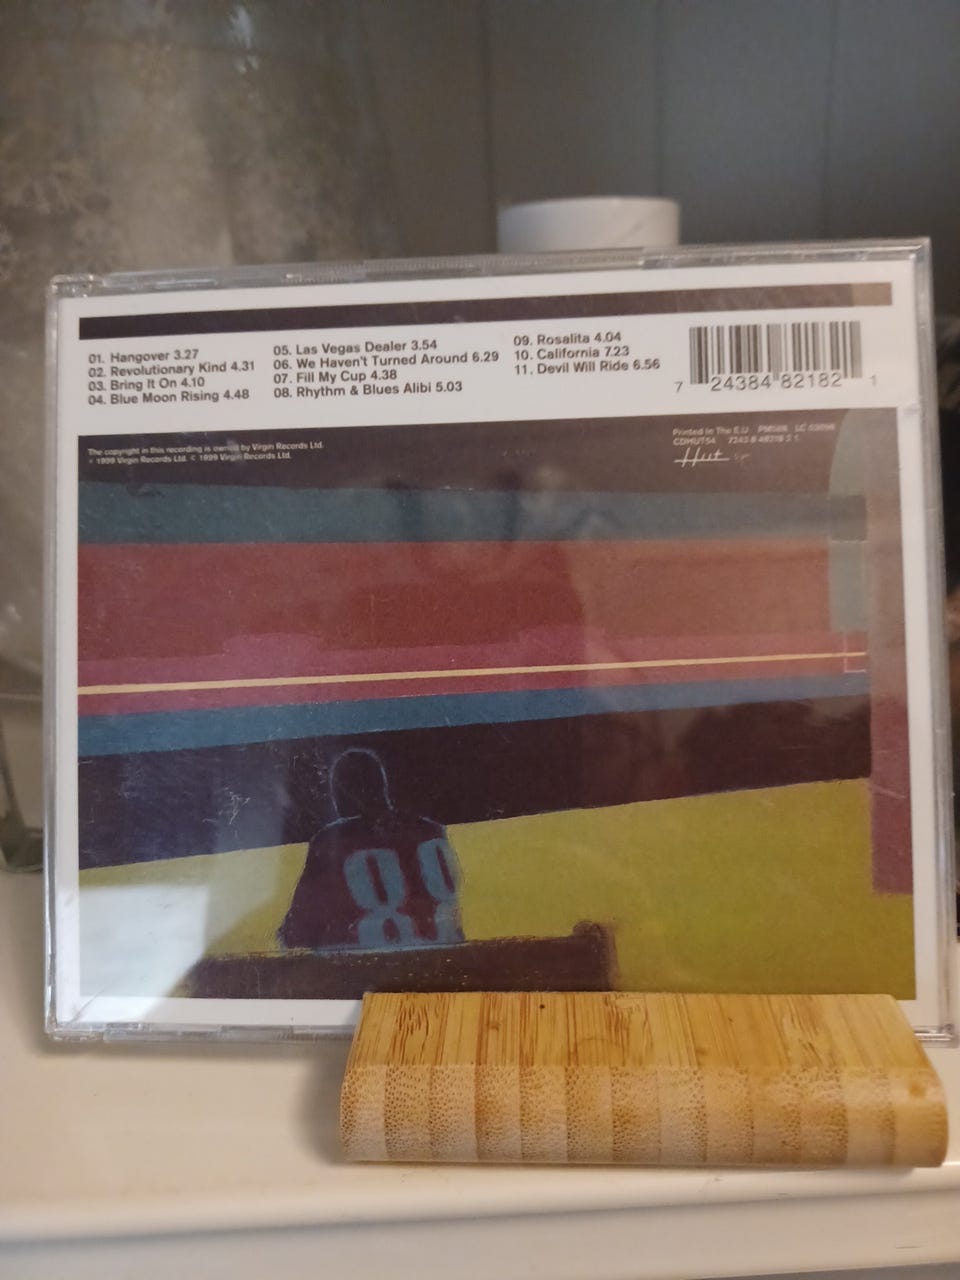 01. Hangover 3.27
02. Revolutionary Kind 4.31
03. Bring It On 4.10
04. Blue Moon Rising 4.48
05. Las Vegas Dealer 3.54
06. We Haven't Turned Around 6.29
07. Fill My Cup 4.38
08. Rhythm & Blues Alibi 5.03
09. Rosalita 4.04
10. California 7.23
11. Devil Will Ride 6.56
7 24384 82182 1
The copyright in this recording is owned by Virgin Records Ltd.
1999 Virgin Records Ltd. © 1999 Virgin Records Ltd.
Printed In The E.U. LC 03098
CDHUT54
Hut
89